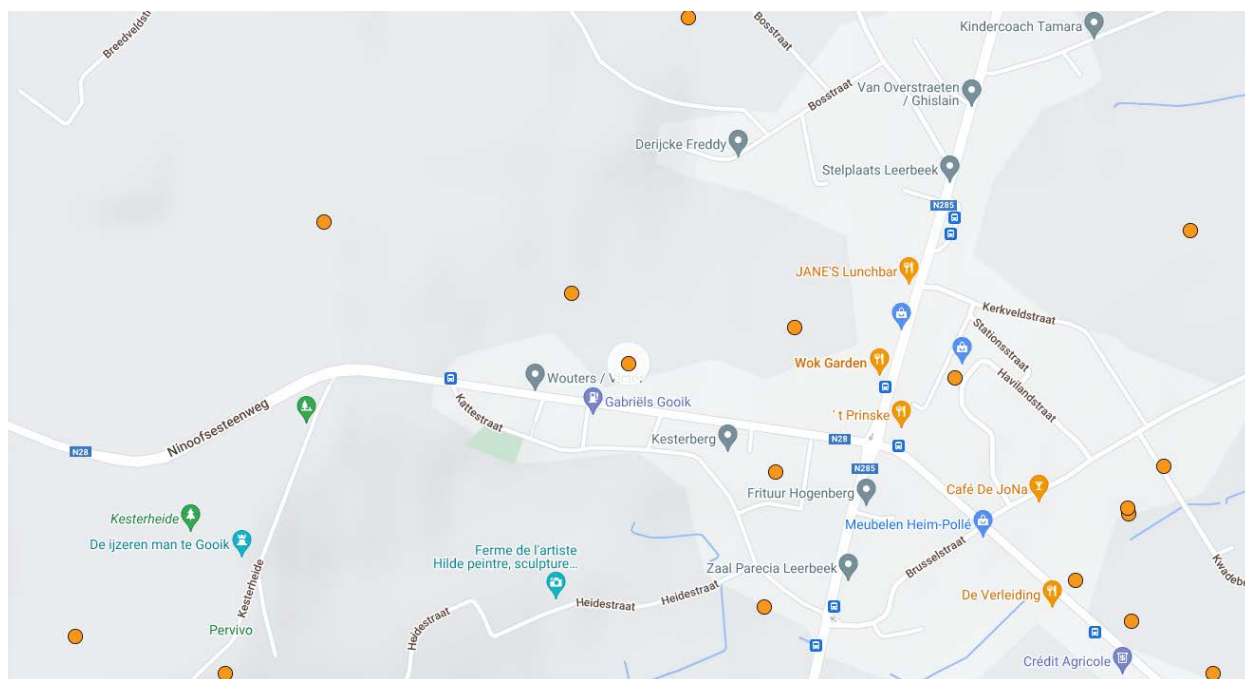 Kindercoach Tamara
Breedveldstr
Bosstraat
Bosstraat
Van Overstraeten
/ Ghislain
Derijcke Freddy
Stelplaats Leerbeek
N285
JANE'S Lunchbar
Kerkveldstraat
Stationsstraat
Wok Garden
Havilandstraat
Wouters /
Gabriëls Gooik
Kattestraat
't Prinske
Ninoofsesteenweg
Kesterberg
N28
N28
N285
Frituur Hogenberg
Café De JoNa
Kesterheide
Meubelen Heim-Pollé
De ijzeren man te Gooik
Ferme de l'artiste
Hilde peintre, sculpture...
Brusselstraat
Kwadebe
Zaal Parecia Leerbeek
Kesterheide
Heidestraat
Heidestraat
Heidestraat
De Verleiding
Pervivo
Crédit Agricole